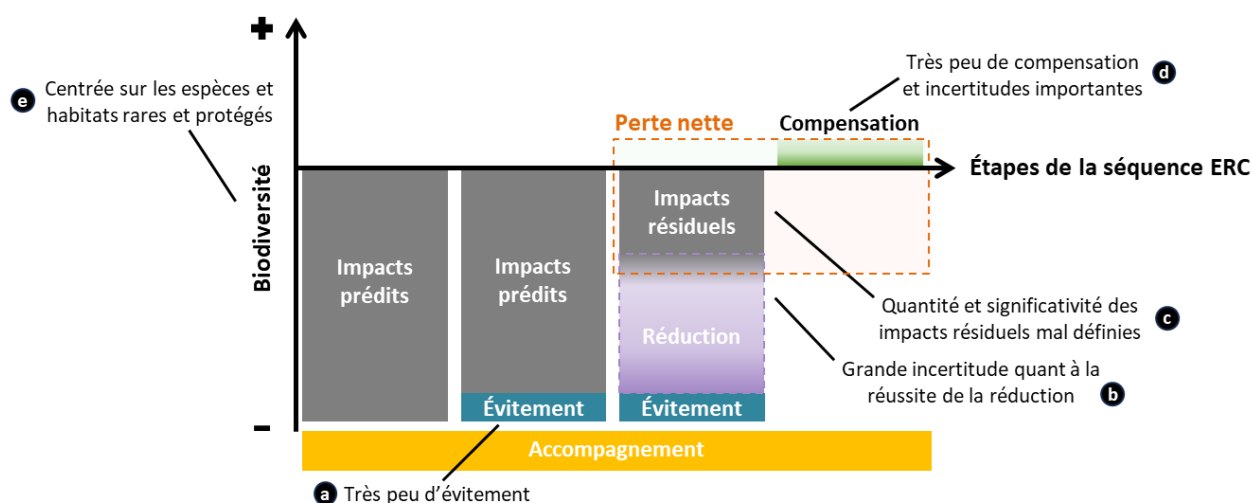 +
Très peu de compensation
et incertitudes importantes
d
e
Centrée sur les espèces et
habitats rares et protégés
Perte nette
Compensation
Étapes de la séquence ERC
Biodiversité
Impacts
prédits
Impacts
prédits
Impacts
résiduels
Réduction
Quantité et significativité des
impacts résiduels mal définies
c
Grande incertitude quant à la
réussite de la réduction
b
Évitement
Évitement
-
Accompagnement
a Très peu d'évitement